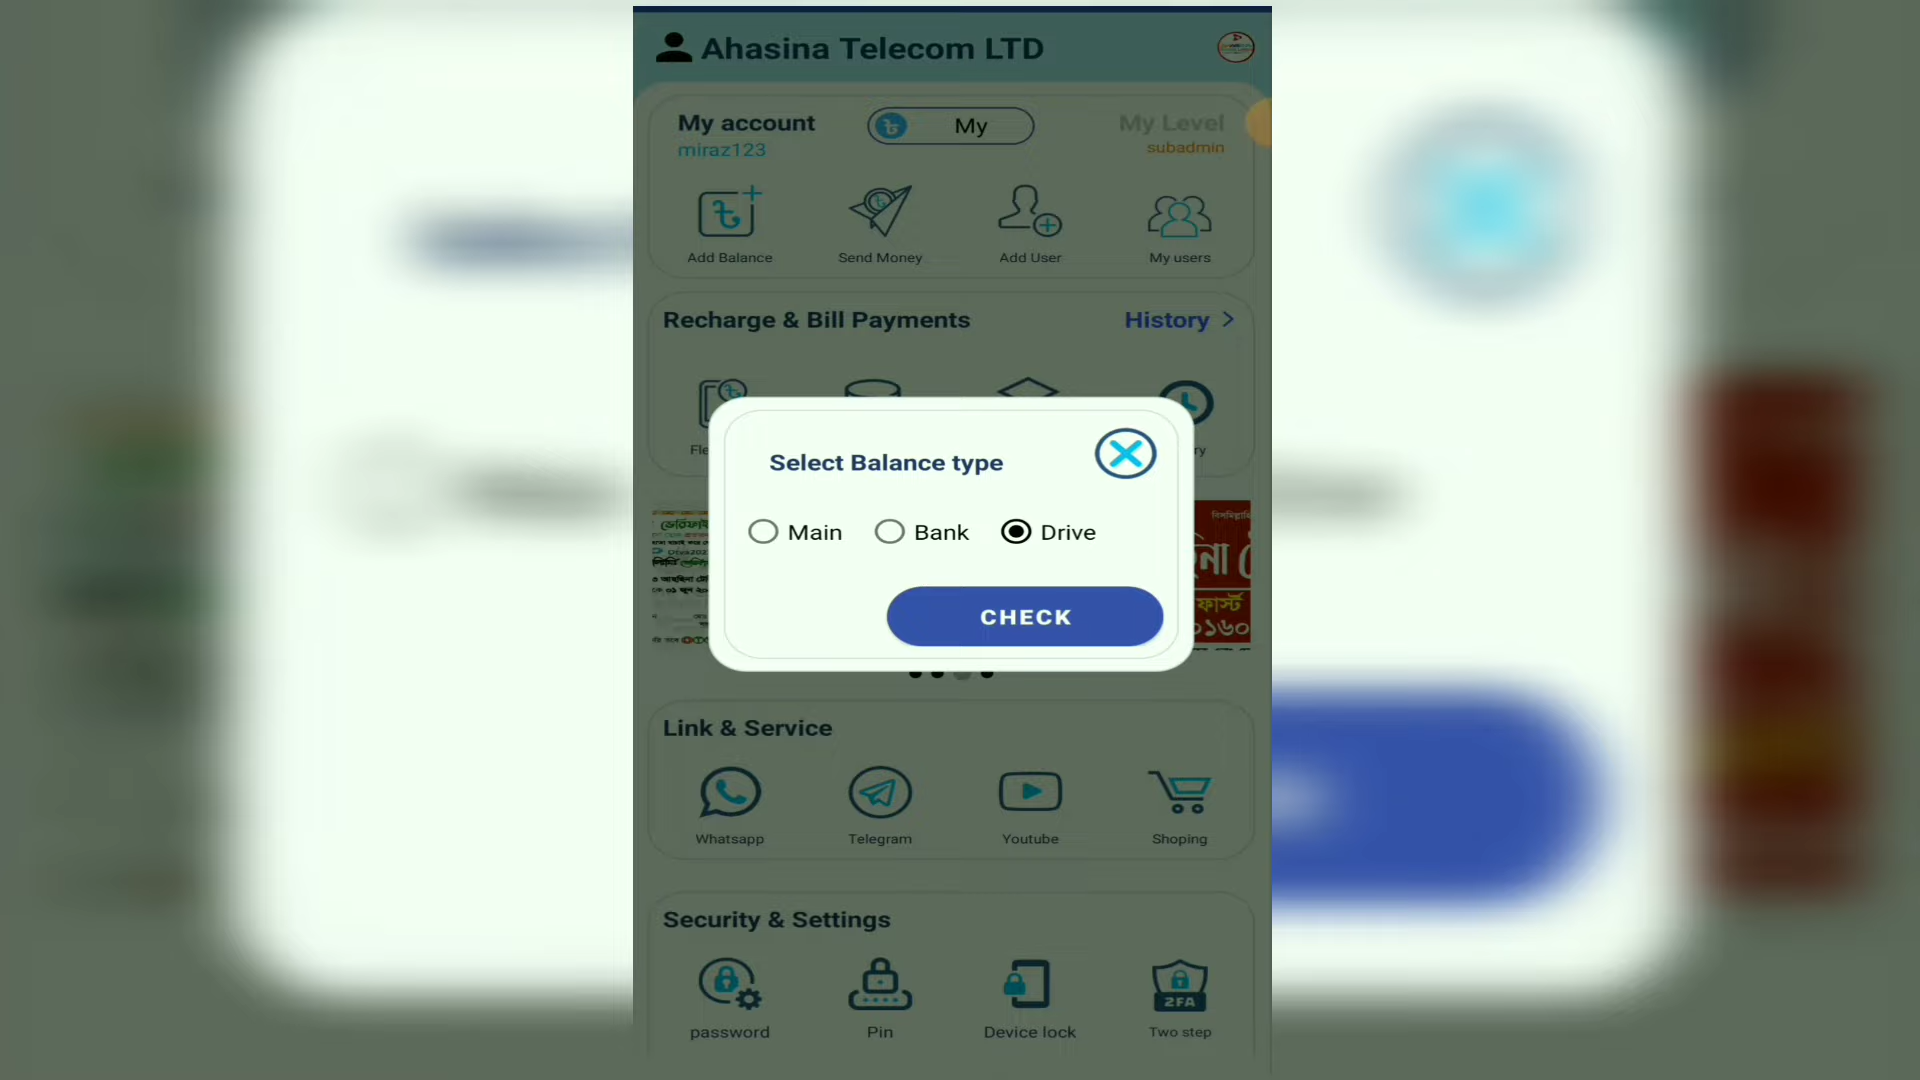 Ahasina Telecom LTD
My account
My
My Level
miraz123
subadmin
Add Balance
Send Money
Add User
My users
Recharge & Bill Payments
History >
Select Balance type
Main
Bank
Drive
CHECK
ফার্স্ট
Link & Service
Whatsapp
Telegram
Youtube
Shoping
Security & Settings
2FA
password
Pin
Device lock
Two step